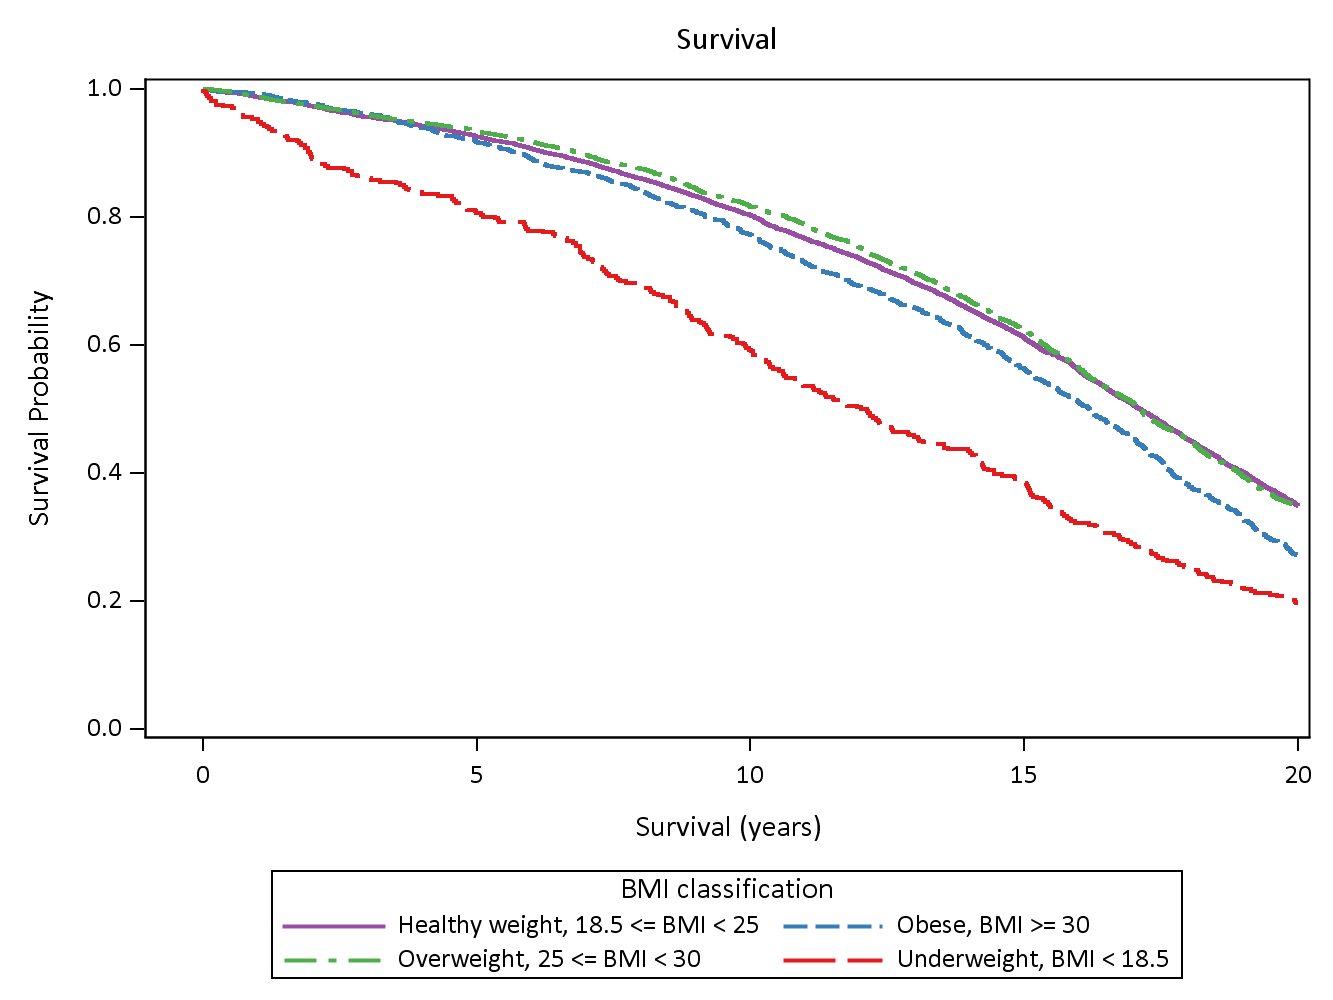 Survival
1.0
0.8
0.6
0.4
0.2
0.0
Survival Probability
0 5 10 15 20
Survival (years)
BMI classification
Healthy weight, 18.5 <= BMI < 25 Obese, BMI >= 30
Overweight, 25 <= BMI < 30 Underweight, BMI < 18.5